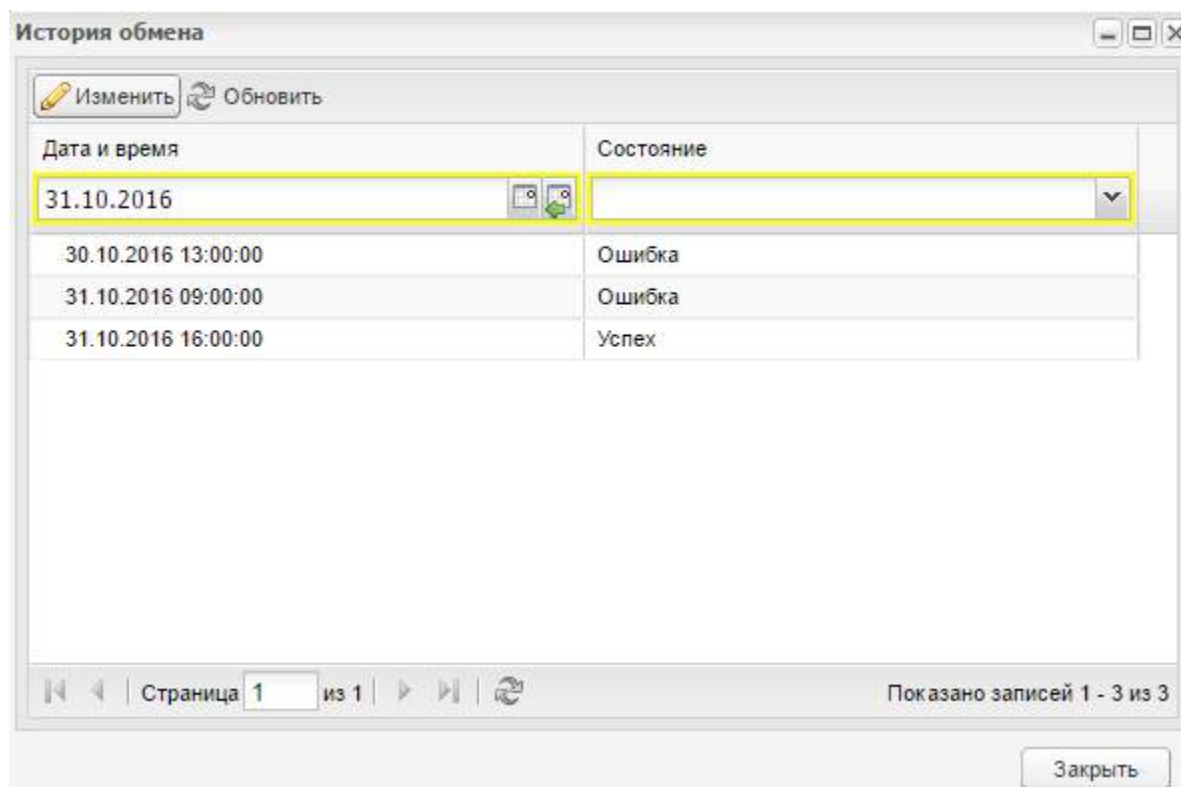 История обмена
Изменить Обновить
Дата и время Состояние
31.10.2016
30.10.2016 13:00:00 Ошибка
31.10.2016 09:00:00 Ошибка
31.10.2016 16:00:00 Успех
Страница 1 из 1 Показано записей 1 - 3 из 3
Закрыть